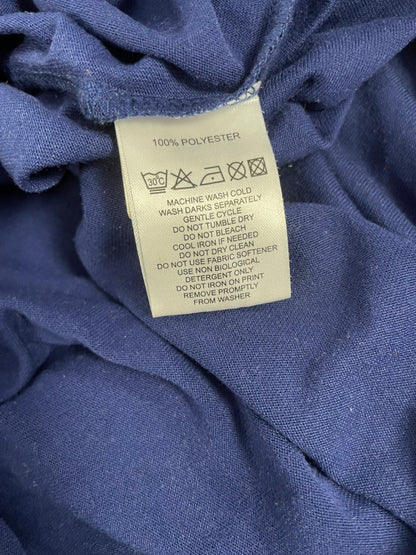 100% POLYESTER
30°C
MACHINE WASH COLD
WASH DARKS SEPARATELY
GENTLE CYCLE
DO NOT TUMBLE DRY
DO NOT BLEACH
COOL IRON IF NEEDED
DO NOT DRY CLEAN
DO NOT USE FABRIC SOFTENER
USE NON BIOLOGICAL
DETERGENT ONLY
DO NOT IRON ON PRINT
REMOVE PROMPTLY
FROM WASHER